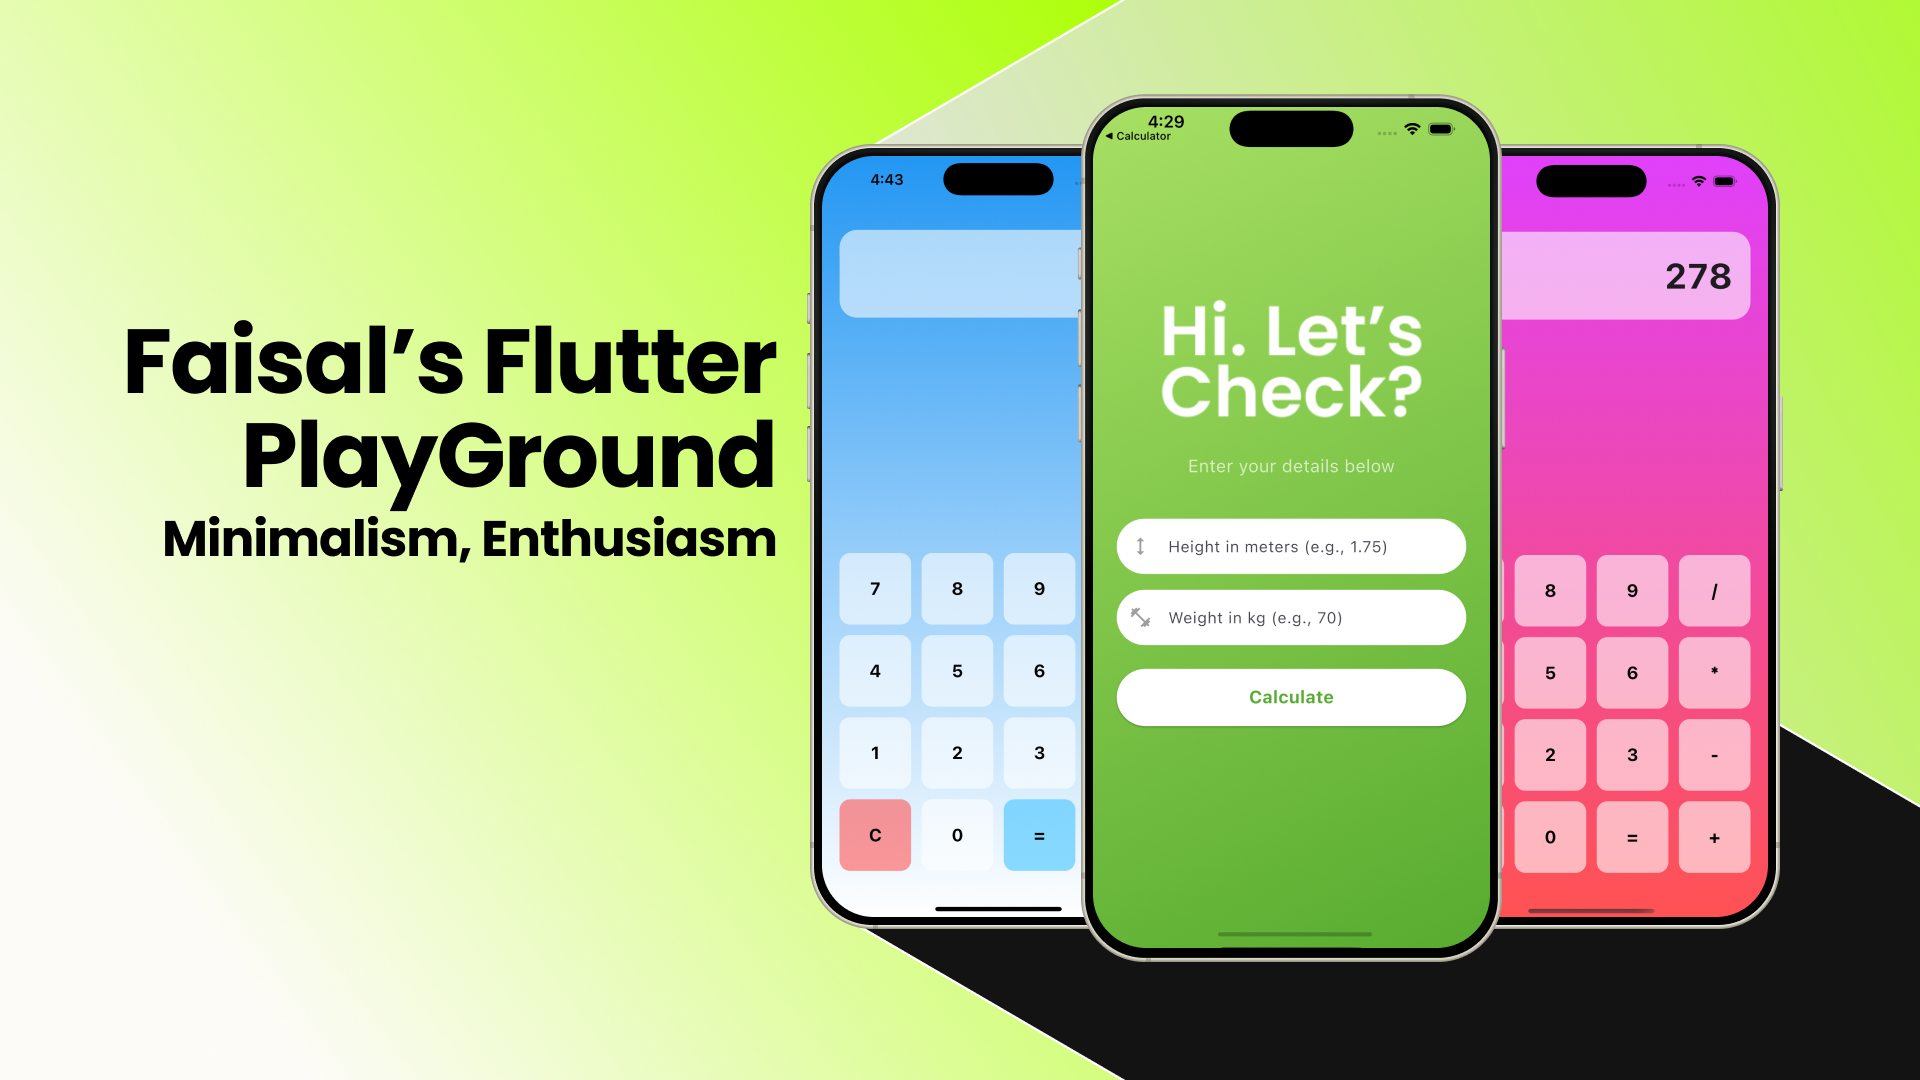 Faisal’s Flutter
PlayGround
Minimalism, Enthusiasm
4:43
7 8 9
4 5 6
1 2 3
C 0 =
4:29
◀ Calculator
Hi. Let’s
Check?
Enter your details below
Height in meters (e.g., 1.75)
Weight in kg (e.g., 70)
Calculate
278
8 9 /
5 6 *
2 3 -
0 = +